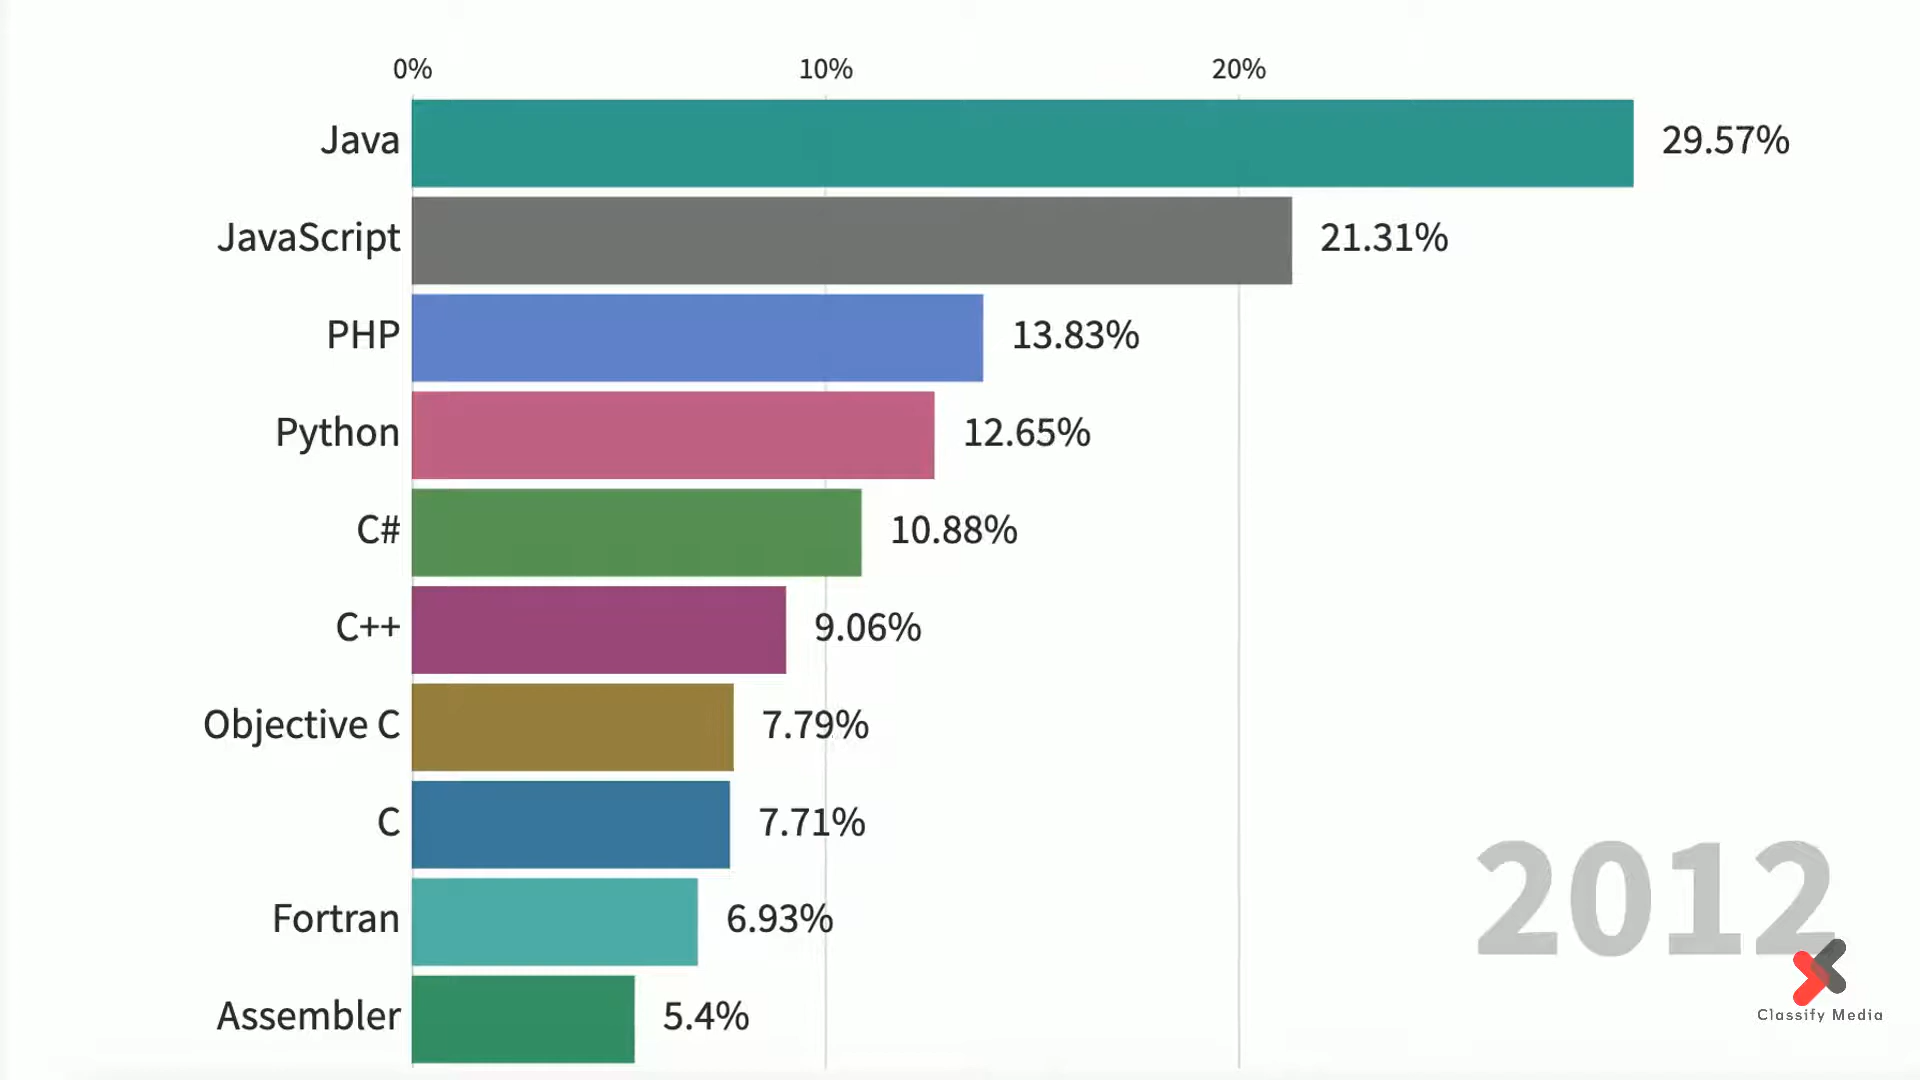 0% 10% 20%
Java 29.57%
JavaScript 21.31%
PHP 13.83%
Python 12.65%
C# 10.88%
C++ 9.06%
Objective C 7.79%
C 7.71%
Fortran 6.93%
Assembler 5.4%
2012
Classify Media